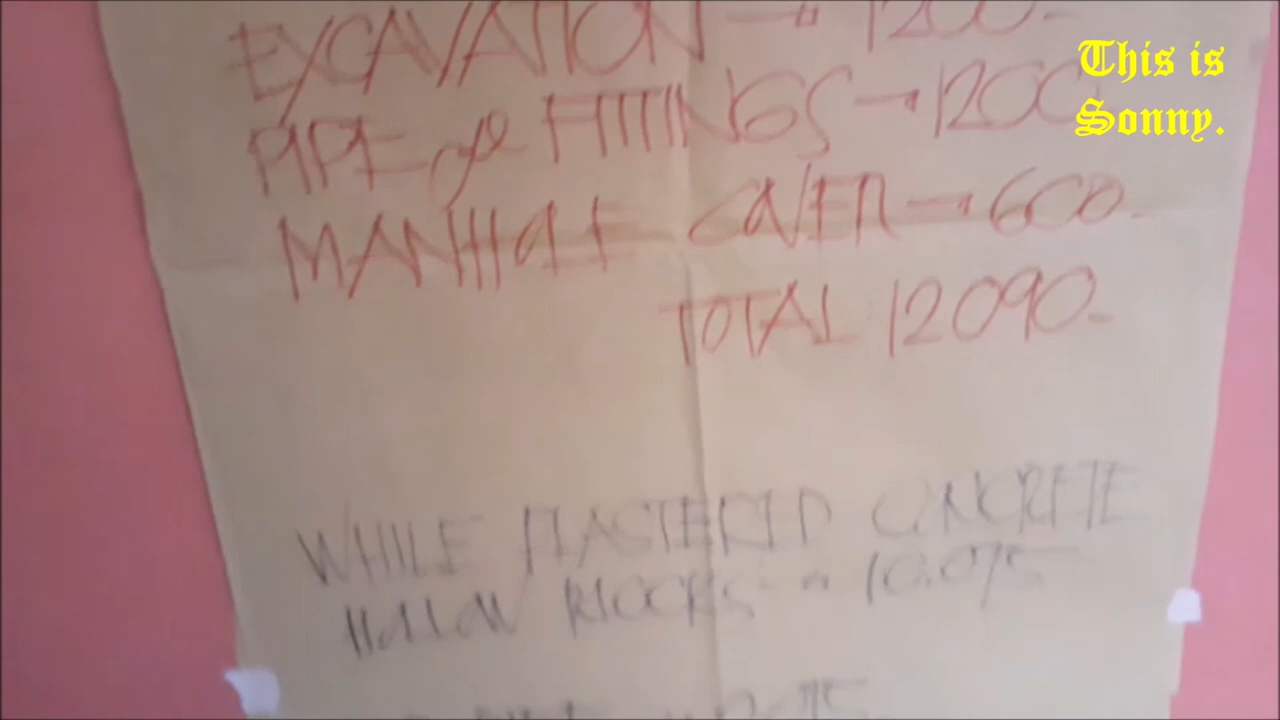 EXCAVATION → 1200-
PIPE & FITTINGS → 1200
MANHOLE COVER → 600-
TOTAL 12090-
WHILE PLASTERED CONCRETE
HOLLOW BLOCKS → 10.075
This is
Sonny.